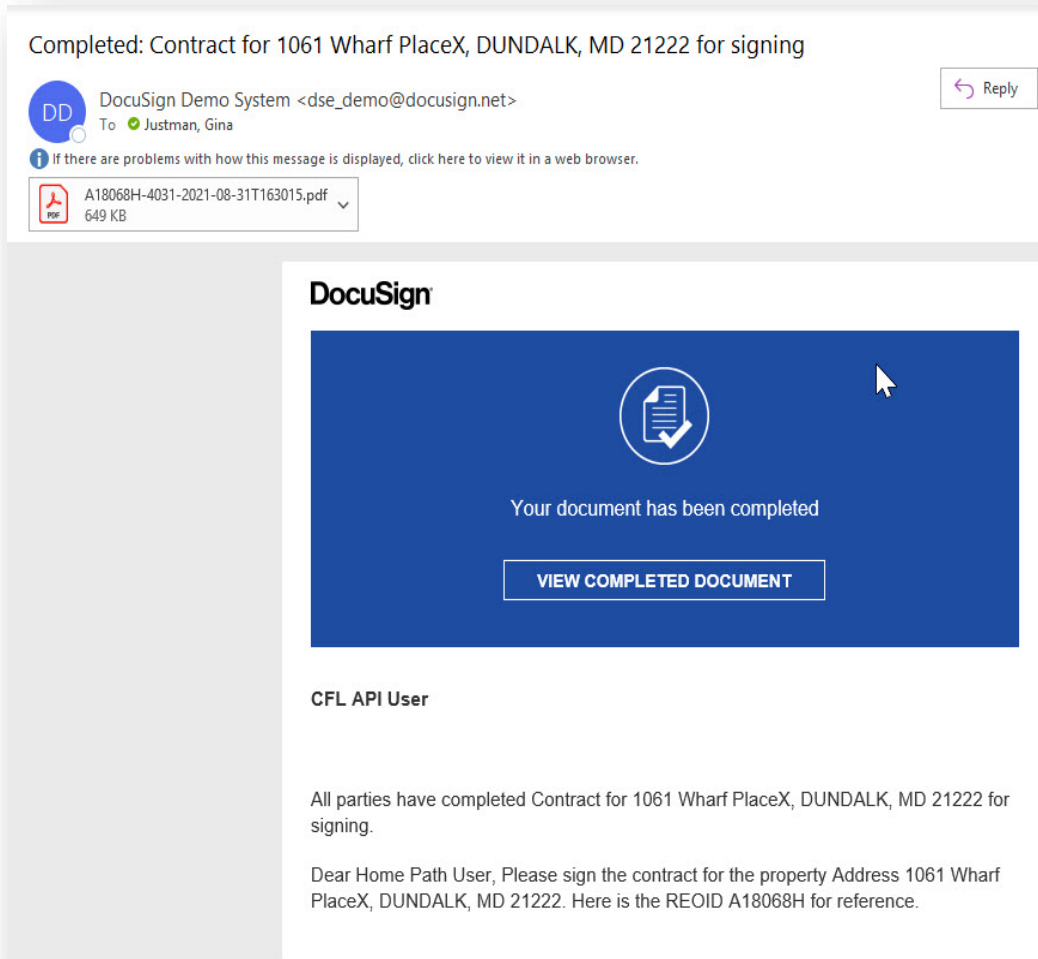 Completed: Contract for 1061 Wharf PlaceX, DUNDALK, MD 21222 for signing
DD
DocuSign Demo System <dse_demo@docusign.net>
Reply
To Justman, Gina
If there are problems with how this message is displayed, click here to view it in a web browser.
PDF
A18068H-4031-2021-08-31T163015.pdf
649 KB
DocuSign
Your document has been completed
VIEW COMPLETED DOCUMENT
CFL API User
All parties have completed Contract for 1061 Wharf PlaceX, DUNDALK, MD 21222 for
signing.
Dear Home Path User, Please sign the contract for the property Address 1061 Wharf
PlaceX, DUNDALK, MD 21222. Here is the REOID A18068H for reference.